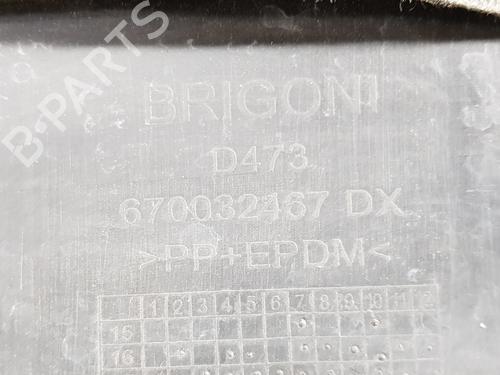 B-PARTS
BRIGONI
D473
670032467 DX
>PP+EPDM<
1 2 3 4 5 6 7 8 9 10 11 12
15
16